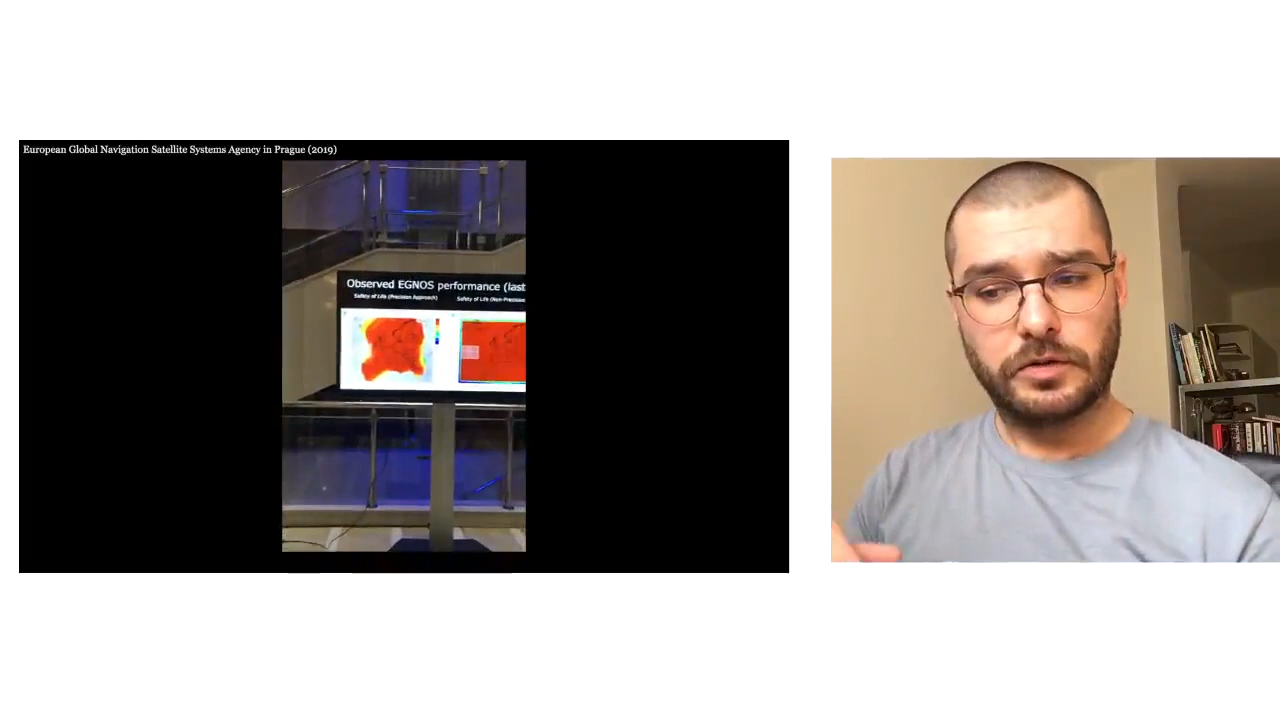 European Global Navigation Satellite Systems Agency in Prague (2019)
Observed EGNOS performance (last
Safety of Life (Precision Approach)
Safety of Life (Non-Precision